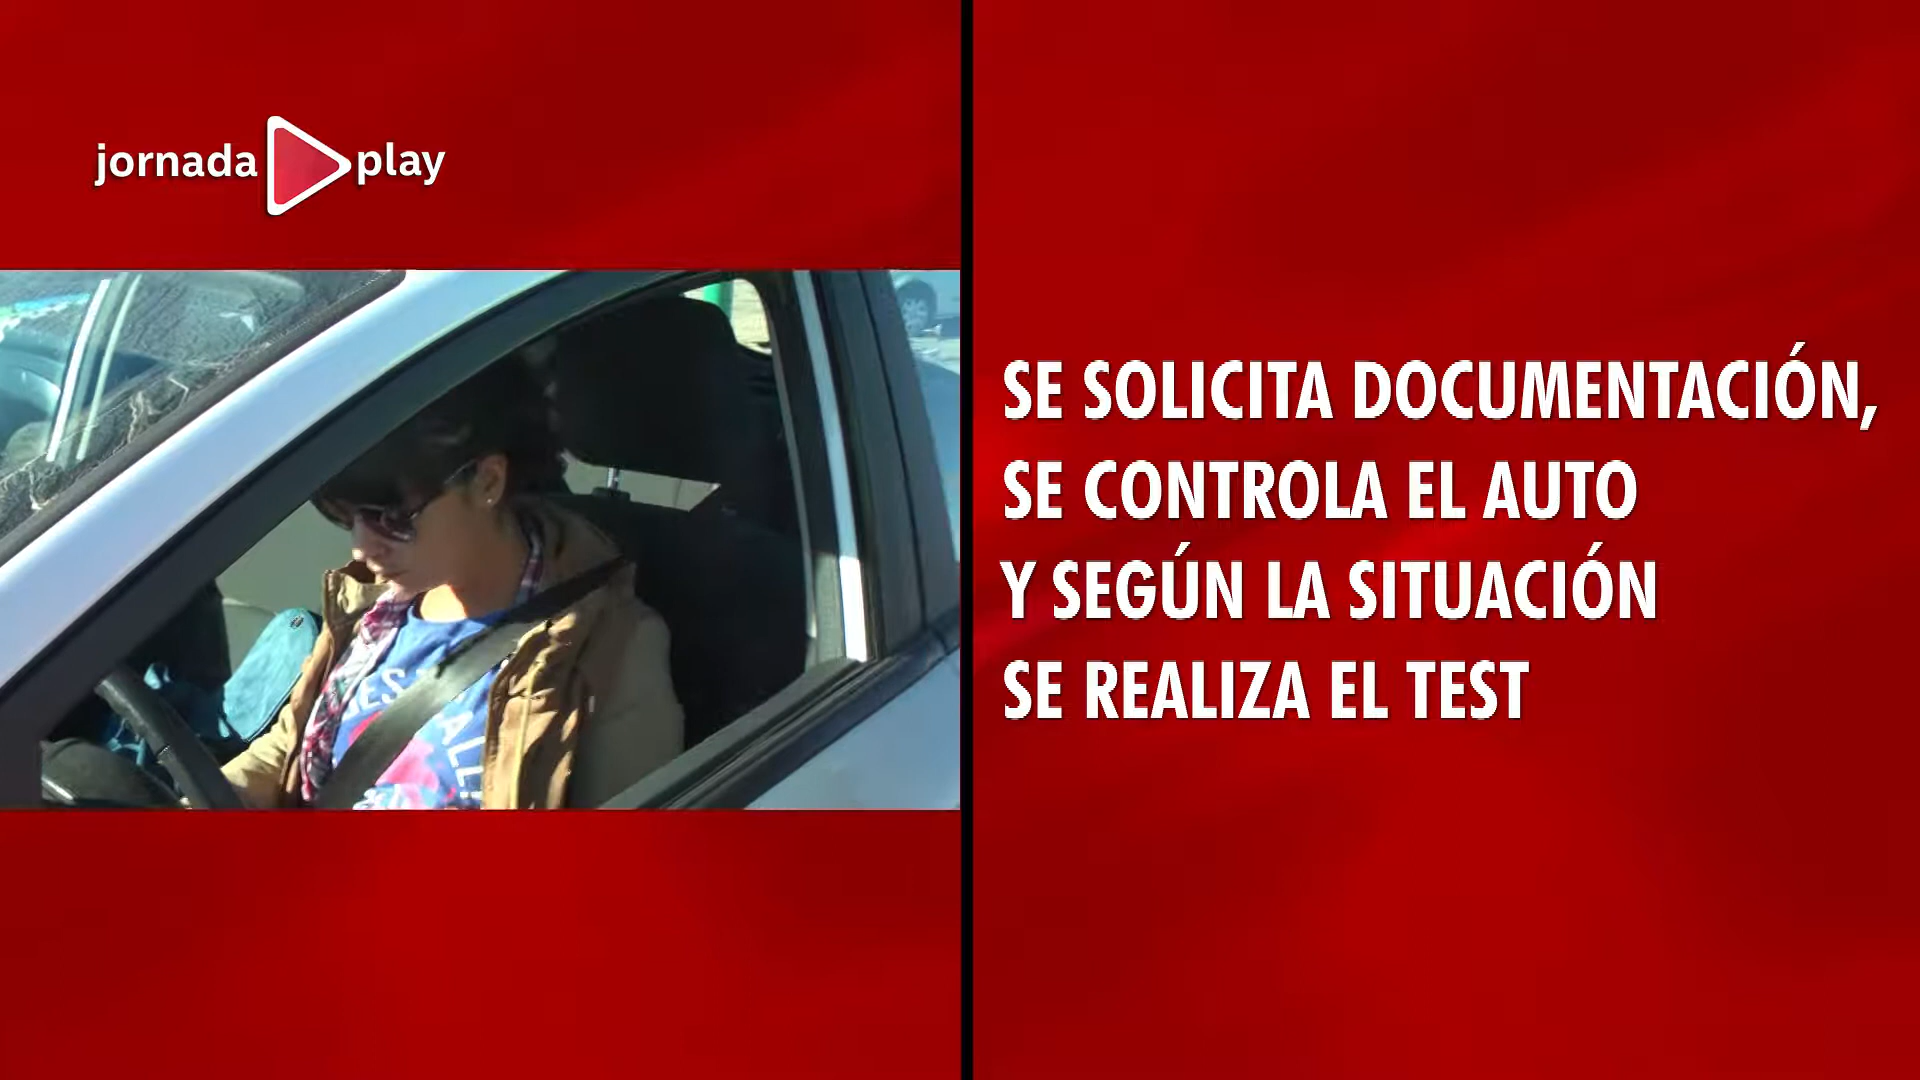 jornada play
SE SOLICITA DOCUMENTACIÓN,
SE CONTROLA EL AUTO
Y SEGÚN LA SITUACIÓN
SE REALIZA EL TEST